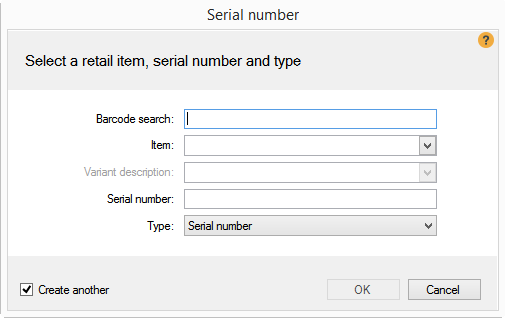 Serial number
?
Select a retail item, serial number and type
Barcode search:
Item:
Variant description:
Serial number:
Type: Serial number
Create another OK Cancel